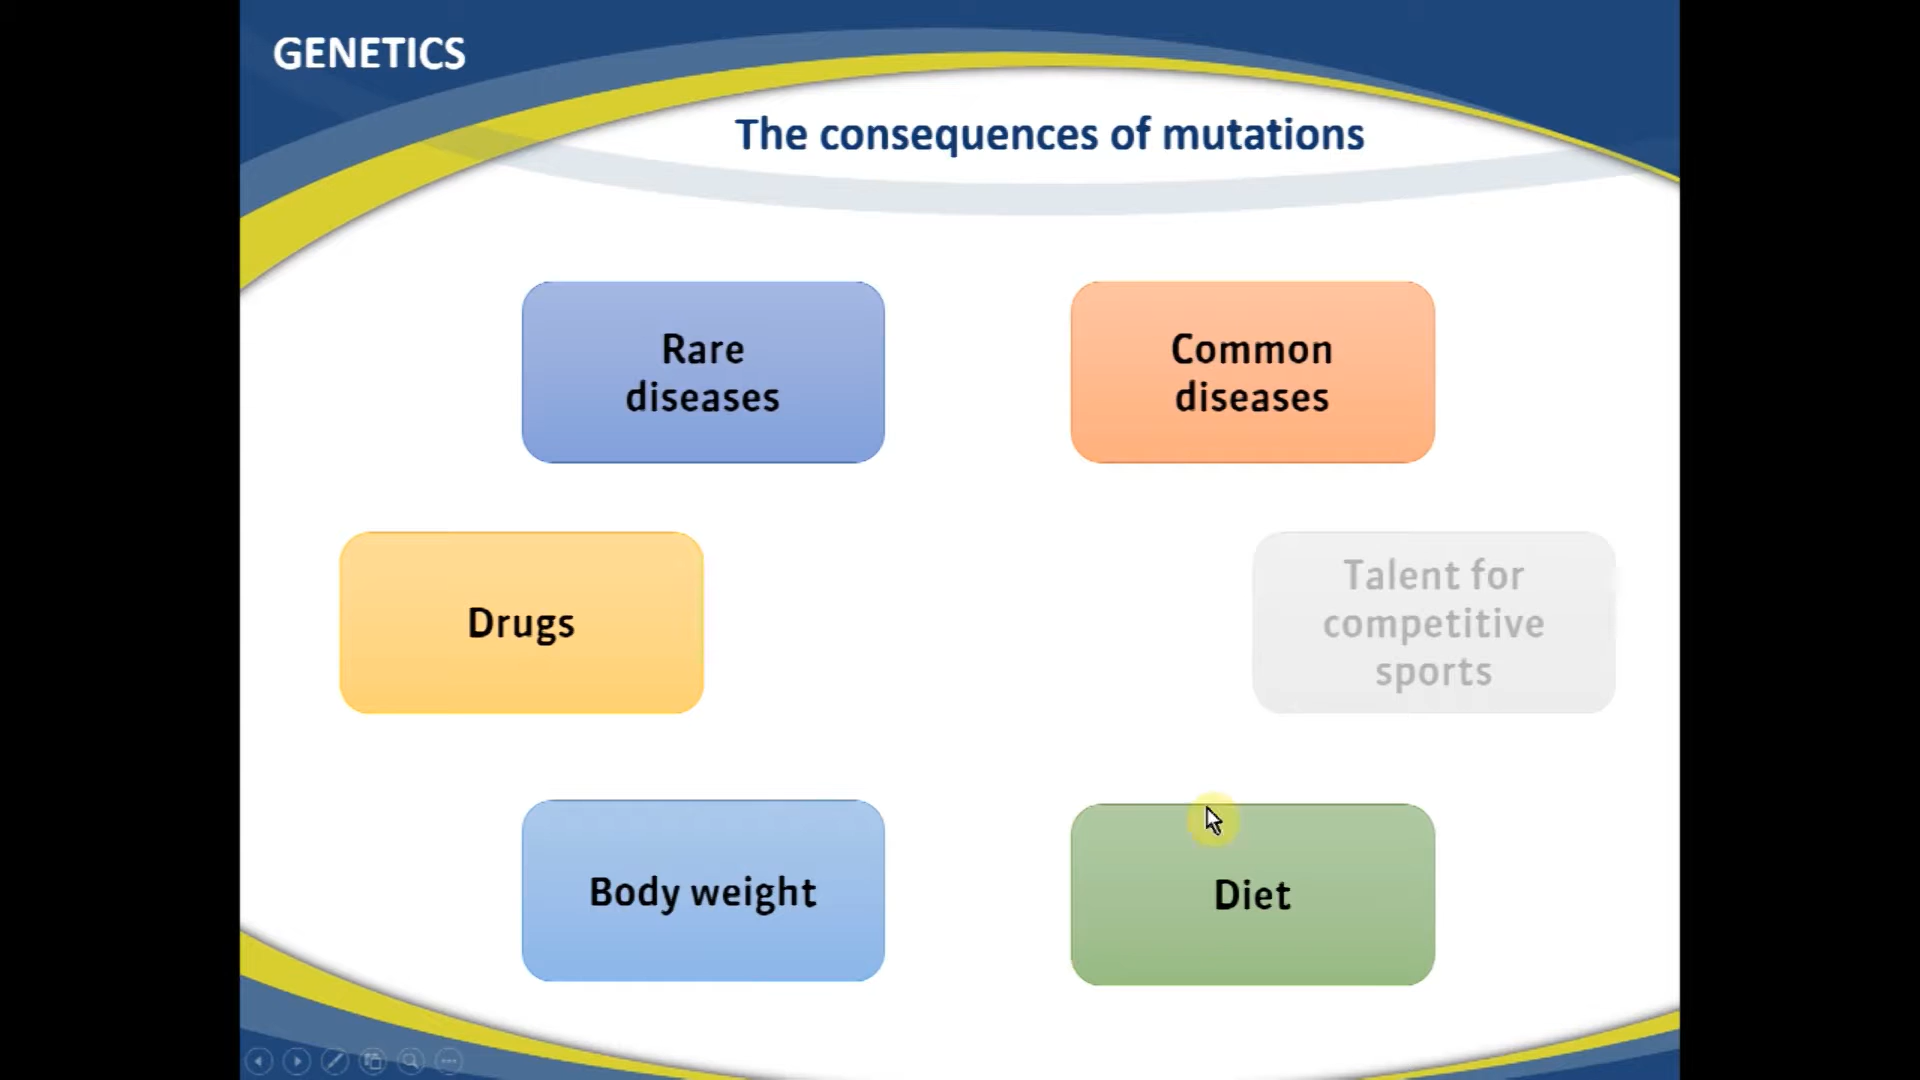 GENETICS
The consequences of mutations
Rare
diseases
Common
diseases
Drugs
Talent for
competitive
sports
Body weight
Diet